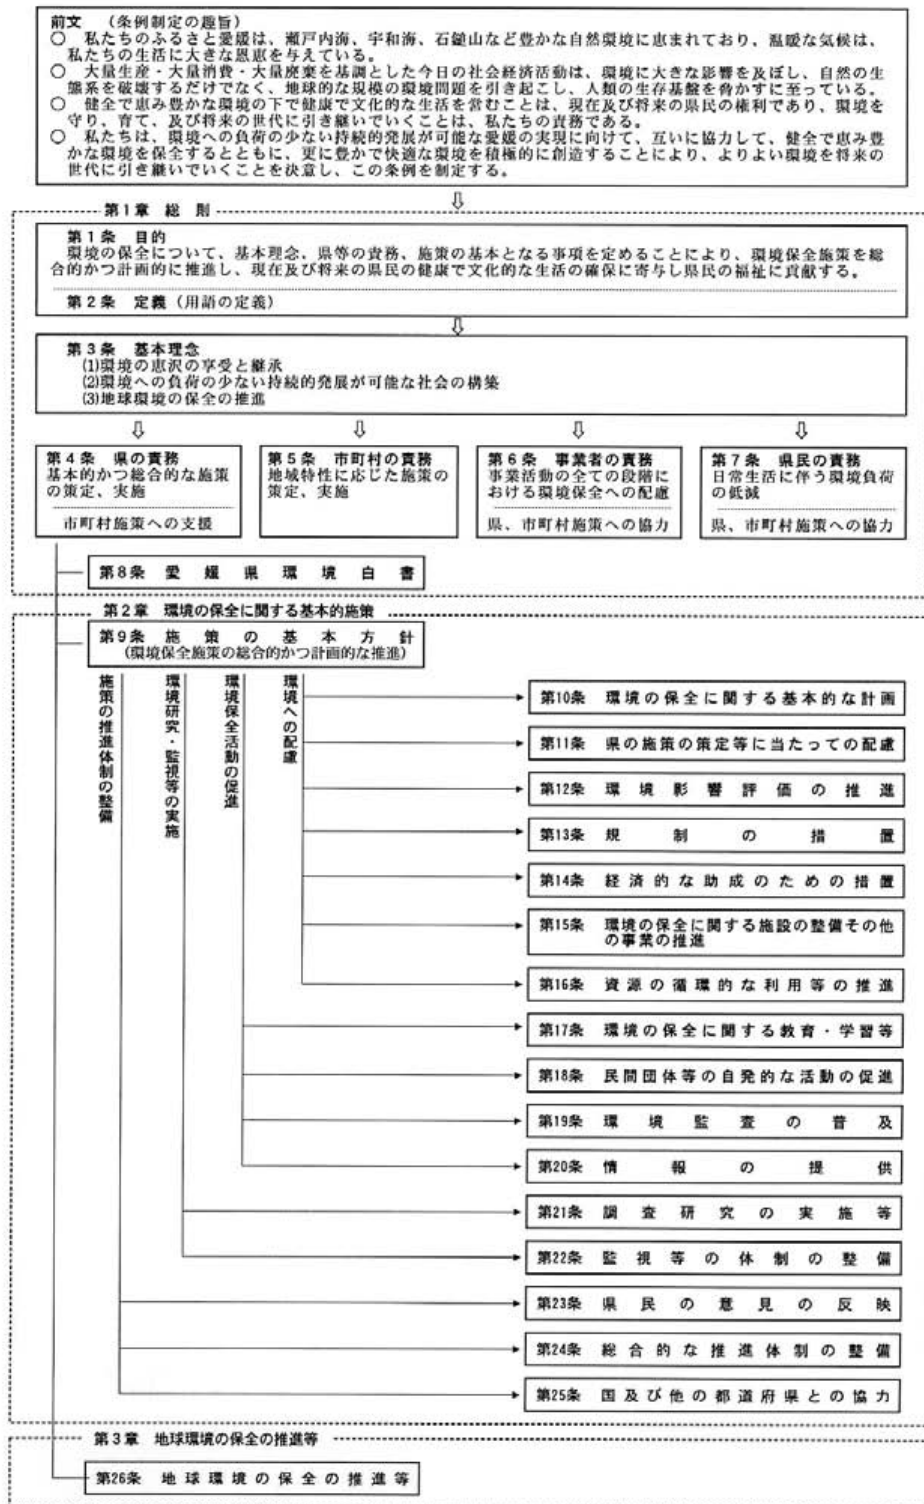 前文 (条例制定の趣旨)
○ 私たちのふるさと愛媛は、瀬戸内海、宇和海、石鎚山など豊かな自然環境に恵まれており、温暖な気候は、
私たちの生活に大きな恩恵を与えている。
○ 大量生産・大量消費・大量廃棄を基調とした今日の社会経済活動は、環境に大きな影響を及ぼし、自然の生
態系を破壊するだけでなく、地球的な規模の環境問題を引き起こし、人類の生存基盤を脅かすに至っている。
○ 健全で恵み豊かな環境の下で健康で文化的な生活を営むことは、現在及び将来の県民の権利であり、環境を
守り、育て、及び将来の世代に引き継いでいくことは、私たちの責務である。
○ 私たちは、環境への負荷の少ない持続的発展が可能な愛媛の実現に向けて、互いに協力して、健全で恵み豊
かな環境を保全するとともに、更に豊かで快適な環境を積極的に創造することにより、よりよい環境を将来の
世代に引き継いでいくことを決意し、この条例を制定する。
第1章 総則
第1条 目的
環境の保全について、基本理念、県等の責務、施策の基本となる事項を定めることにより、環境保全施策を総
合的かつ計画的に推進し、現在及び将来の県民の健康で文化的な生活の確保に寄与し県民の福祉に貢献する。
第2条 定義(用語の定義)
第3条 基本理念
(1)環境の恵沢の享受と継承
(2)環境への負荷の少ない持続的発展が可能な社会の構築
(3)地球環境の保全の推進
第4条 県の責務
基本的かつ総合的な施策
の策定、実施
市町村施策への支援
第5条 市町村の責務
地域特性に応じた施策の
策定、実施
第6条 事業者の責務
事業活動の全ての段階に
おける環境保全への配慮
県、市町村施策への協力
第7条 県民の責務
日常生活に伴う環境負荷
の低減
県、市町村施策への協力
第8条 愛媛県環境白書
第2章 環境の保全に関する基本的施策
第9条 施策の基本方針
(環境保全施策の総合的かつ計画的な推進)
施策の推進体制の整備
環境研究・監視等の実施
環境保全活動の促進
環境への配慮
第10条 環境の保全に関する基本的な計画
第11条 県の施策の策定等に当たっての配慮
第12条 環境影響評価の推進
第13条 規制の措置
第14条 経済的な助成のための措置
第15条 環境の保全に関する施設の整備その他
の事業の推進
第16条 資源の循環的な利用等の推進
第17条 環境の保全に関する教育・学習等
第18条 民間団体等の自発的な活動の促進
第19条 環境監査の普及
第20条 情報の提供
第21条 調査研究の実施等
第22条 監視等の体制の整備
第23条 県民の意見の反映
第24条 総合的な推進体制の整備
第25条 国及び他の都道府県との協力
第3章 地球環境の保全の推進等
第26条 地球環境の保全の推進等